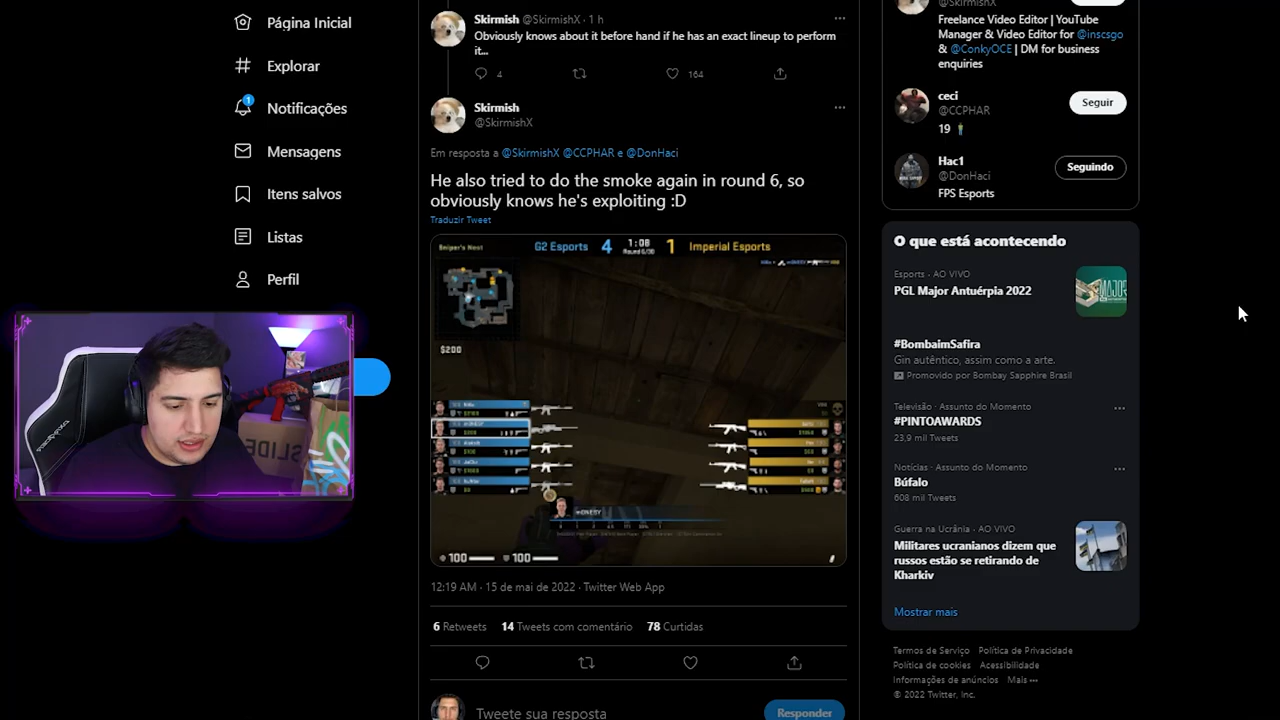 Página Inicial
Explorar
1
Notificações
Mensagens
Itens salvos
Listas
Perfil
Skirmish @SkirmishX · 1 h
Obviously knows about it before hand if he has an exact lineup to perform
it...
4
164
Skirmish
@SkirmishX
Em resposta a @SkirmishX @CCPHAR e @DonHaci
He also tried to do the smoke again in round 6, so
obviously knows he's exploiting :D
Traduzir Tweet
Sniper's Nest
G2 Esports 4 1:08 1 Imperial Esports
$200
m0NESY
100 100
12:19 AM · 15 de mai de 2022 · Twitter Web App
6 Retweets 14 Tweets com comentário 78 Curtidas
Tweete sua resposta
Responder
@SkirmishX
Freelance Video Editor | YouTube
Manager & Video Editor for @inscsgo
& @ConkyOCE | DM for business
enquiries
ceci
@CCPHAR
Seguir
19
Hac1
@DonHaci
Seguindo
FPS Esports
O que está acontecendo
Esports · AO VIVO
PGL Major Antuérpia 2022
MAJOR
#BombaimSafira
Gin autêntico, assim como a arte.
Promovido por Bombay Sapphire Brasil
Televisão · Assunto do Momento
#PINTOAWARDS
23,9 mil Tweets
Notícias · Assunto do Momento
Búfalo
608 mil Tweets
Guerra na Ucrânia · AO VIVO
Militares ucranianos dizem que
russos estão se retirando de
Kharkiv
Mostrar mais
Termos de Serviço Política de Privacidade
Política de cookies Acessibilidade
Informações de anúncios Mais ···
© 2022 Twitter, Inc.